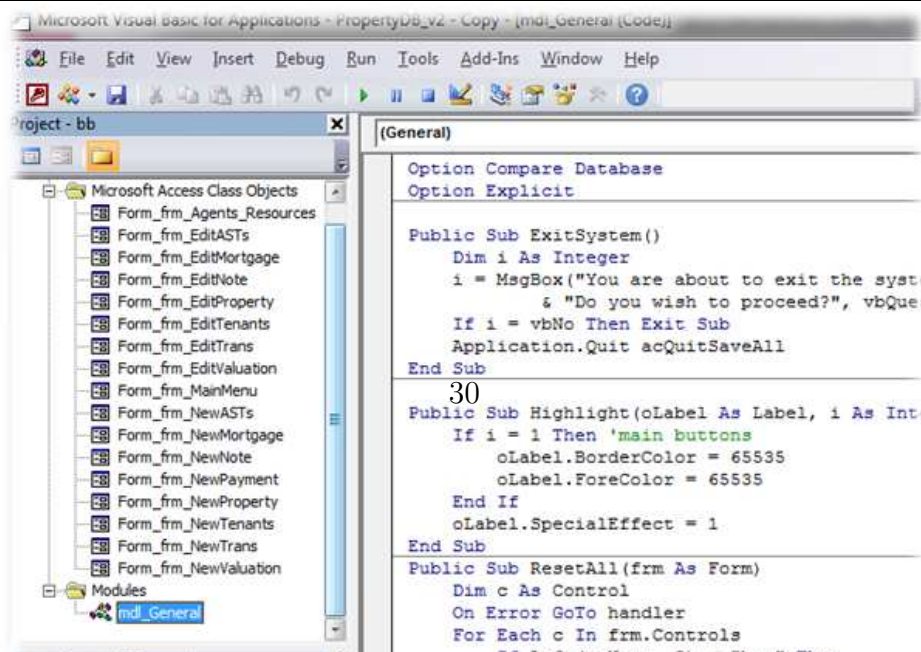 Microsoft Visual Basic for Applications - PropertyDB_v2 - Copy - [mdl_General (Code)]
File Edit View Insert Debug Run Tools Add-Ins Window Help
Project - bb
Microsoft Access Class Objects
Form_frm_Agents_Resources
Form_frm_EditASTs
Form_frm_EditMortgage
Form_frm_EditNote
Form_frm_EditProperty
Form_frm_EditTenants
Form_frm_EditTrans
Form_frm_EditValuation
Form_frm_MainMenu
Form_frm_NewASTs
Form_frm_NewMortgage
Form_frm_NewNote
Form_frm_NewPayment
Form_frm_NewProperty
Form_frm_NewTenants
Form_frm_NewTrans
Form_frm_NewValuation
Modules
mdl_General
(General)
Option Compare Database
Option Explicit
Public Sub ExitSystem()
Dim i As Integer
i = MsgBox("You are about to exit the syst
& "Do you wish to proceed?", vbQue
If i = vbNo Then Exit Sub
Application.Quit acQuitSaveAll
End Sub
30
Public Sub Highlight(oLabel As Label, i As Int
If i = 1 Then 'main buttons
oLabel.BorderColor = 65535
oLabel.ForeColor = 65535
End If
oLabel.SpecialEffect = 1
End Sub
Public Sub ResetAll(frm As Form)
Dim c As Control
On Error GoTo handler
For Each c In frm.Controls